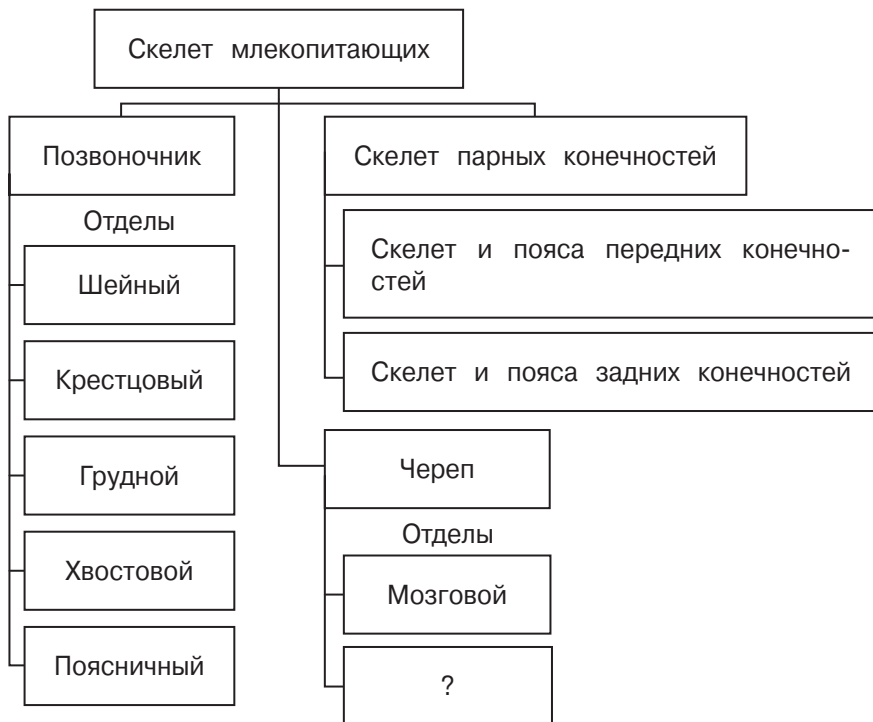 Скелет млекопитающих
Позвоночник
Отделы
Шейный
Крестцовый
Грудной
Хвостовой
Поясничный
Скелет парных конечностей
Скелет и пояса передних конечно-
стей
Скелет и пояса задних конечностей
Череп
Отделы
Мозговой
?